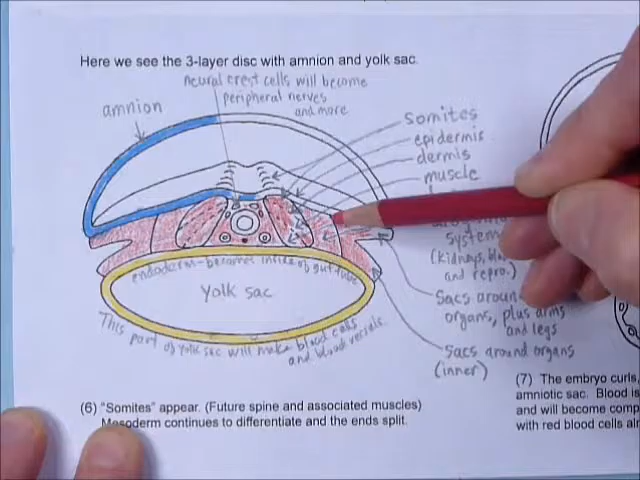 Here we see the 3-layer disc with amnion and yolk sac.
neural crest cells will become
peripheral nerves
and more
amnion
somites
epidermis
dermis
muscle
system
(kidneys,
and repro.)
Sacs aroun
organs, plus arms
and legs
Sacs around organs
(inner)
endoderm - becomes lining of gut tube
Yolk sac
This part of yolk sac will make blood cells
and blood vessels.
(6) "Somites" appear. (Future spine and associated muscles)
Mesoderm continues to differentiate and the ends split.
(7) The embryo curls,
amniotic sac. Blood is
and will become comp
with red blood cells alr